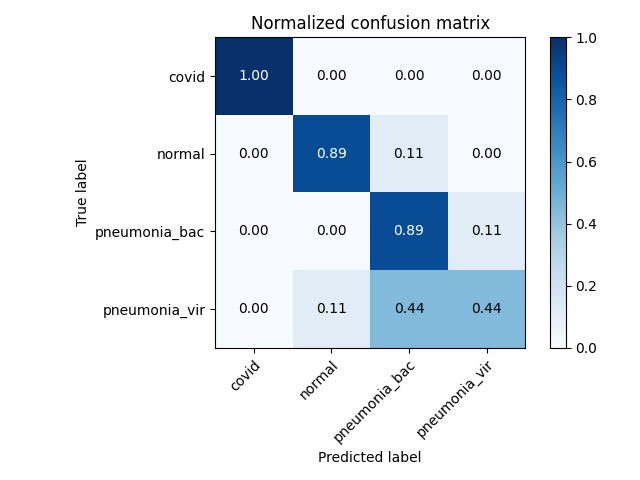 Normalized confusion matrix
True label
covid 1.00 0.00 0.00 0.00
normal 0.00 0.89 0.11 0.00
pneumonia_bac 0.00 0.00 0.89 0.11
pneumonia_vir 0.00 0.11 0.44 0.44
covid normal pneumonia_bac pneumonia_vir
Predicted label
1.0
0.8
0.6
0.4
0.2
0.0